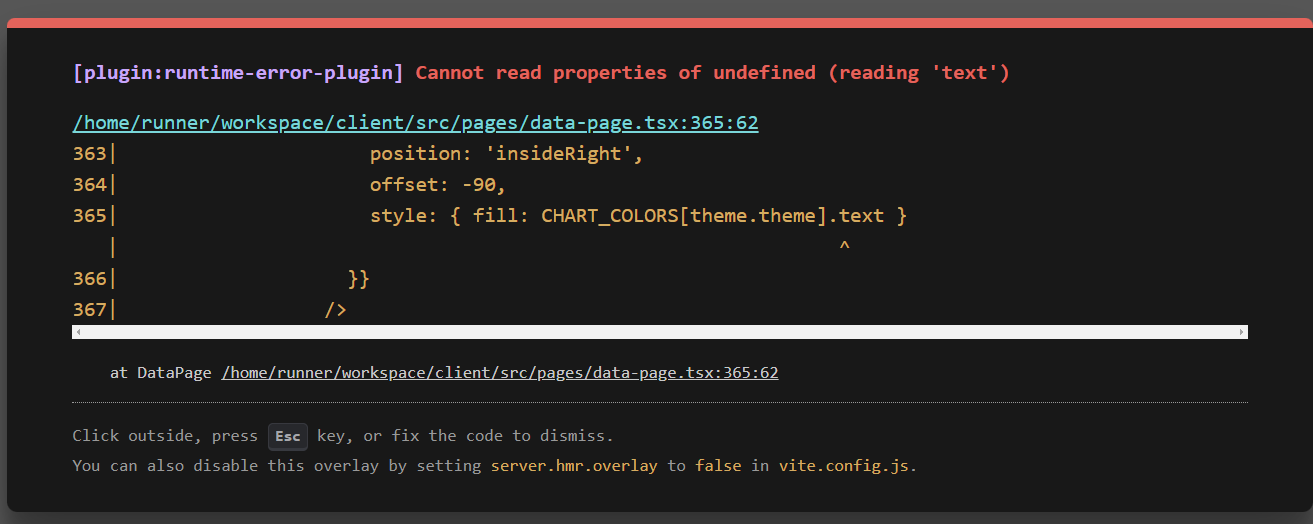 [plugin:runtime-error-plugin] Cannot read properties of undefined (reading 'text')
/home/runner/workspace/client/src/pages/data-page.tsx:365:62
363|                      position: 'insideRight',
364|                      offset: -90,
365|                      style: { fill: CHART_COLORS[theme.theme].text }
   |                                                               ^
366|                    }}
367|                  />
at DataPage /home/runner/workspace/client/src/pages/data-page.tsx:365:62
Click outside, press Esc key, or fix the code to dismiss.
You can also disable this overlay by setting server.hmr.overlay to false in vite.config.js.